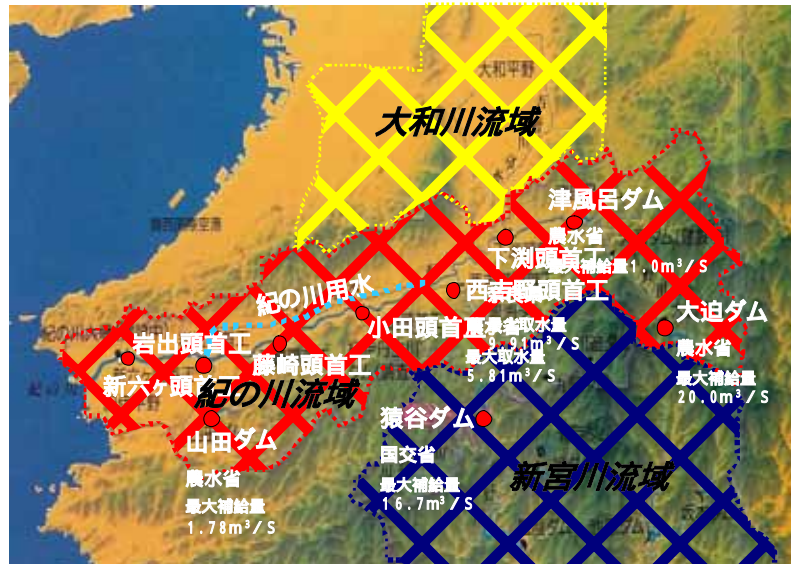 大和平野
大和川流域
津風呂ダム
農水省
最大補給量1.0m³/S
下渕頭首工
西吉野頭首工
紀の川用水
小田頭首工
最大取水量
9.91m³/S
最大取水量
5.81m³/S
大迫ダム
農水省
最大補給量
20.0m³/S
岩出頭首工
藤崎頭首工
新六ヶ頭首工
紀の川流域
山田ダム
農水省
最大補給量
1.78m³/S
猿谷ダム
国交省
最大補給量
16.7m³/S
新宮川流域